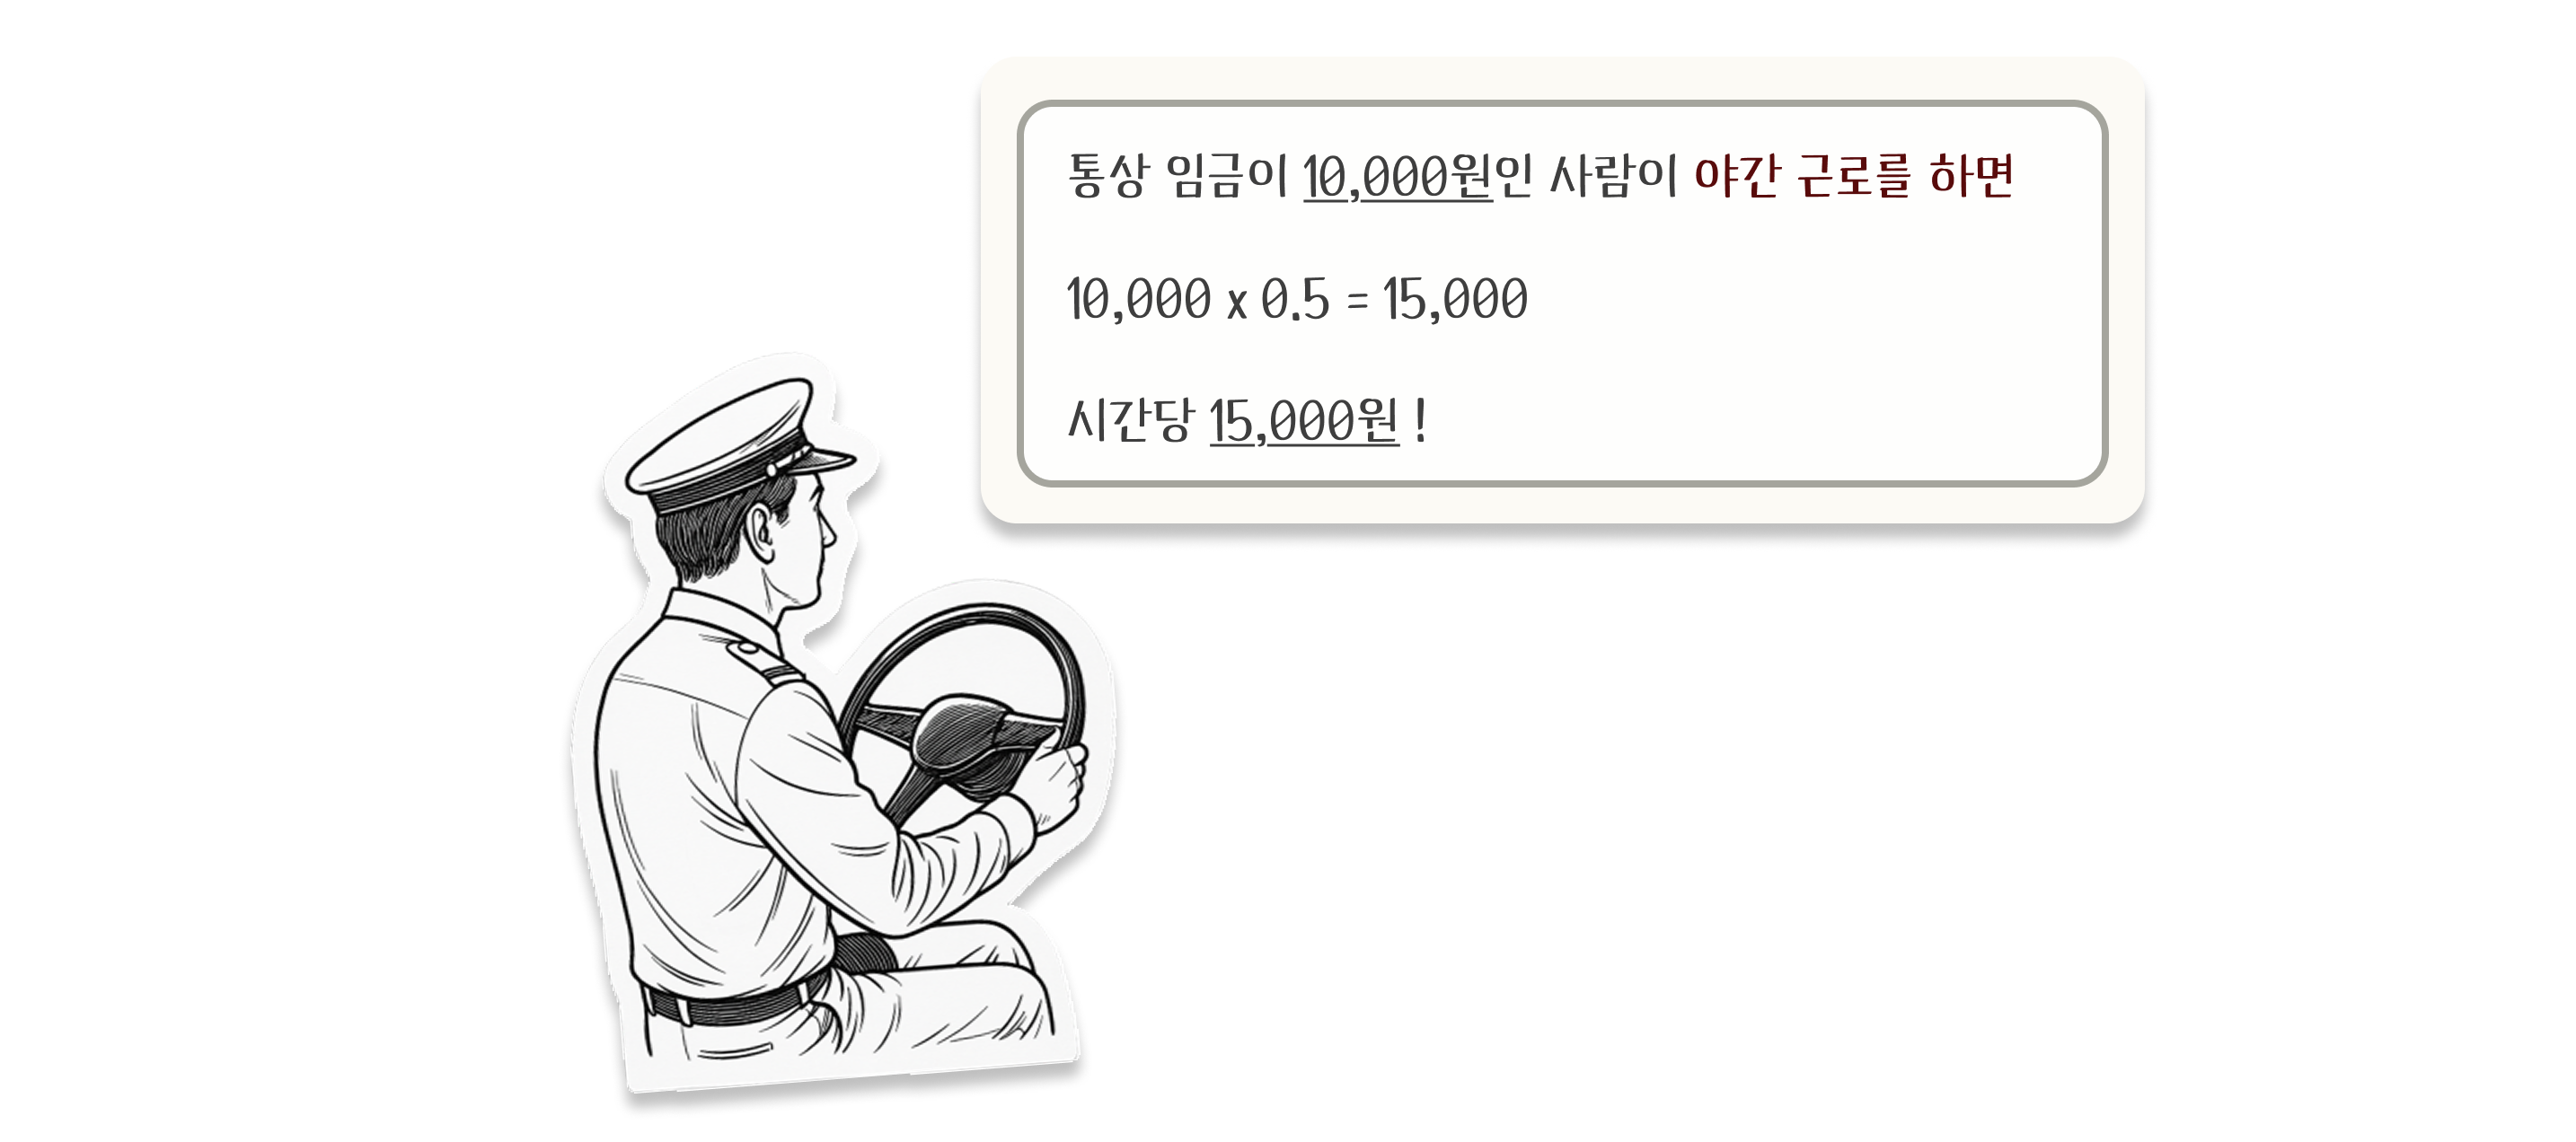 통상 임금이 10,000원인 사람이 야간 근로를 하면
10,000 x 0.5 = 15,000
시간당 15,000원 !